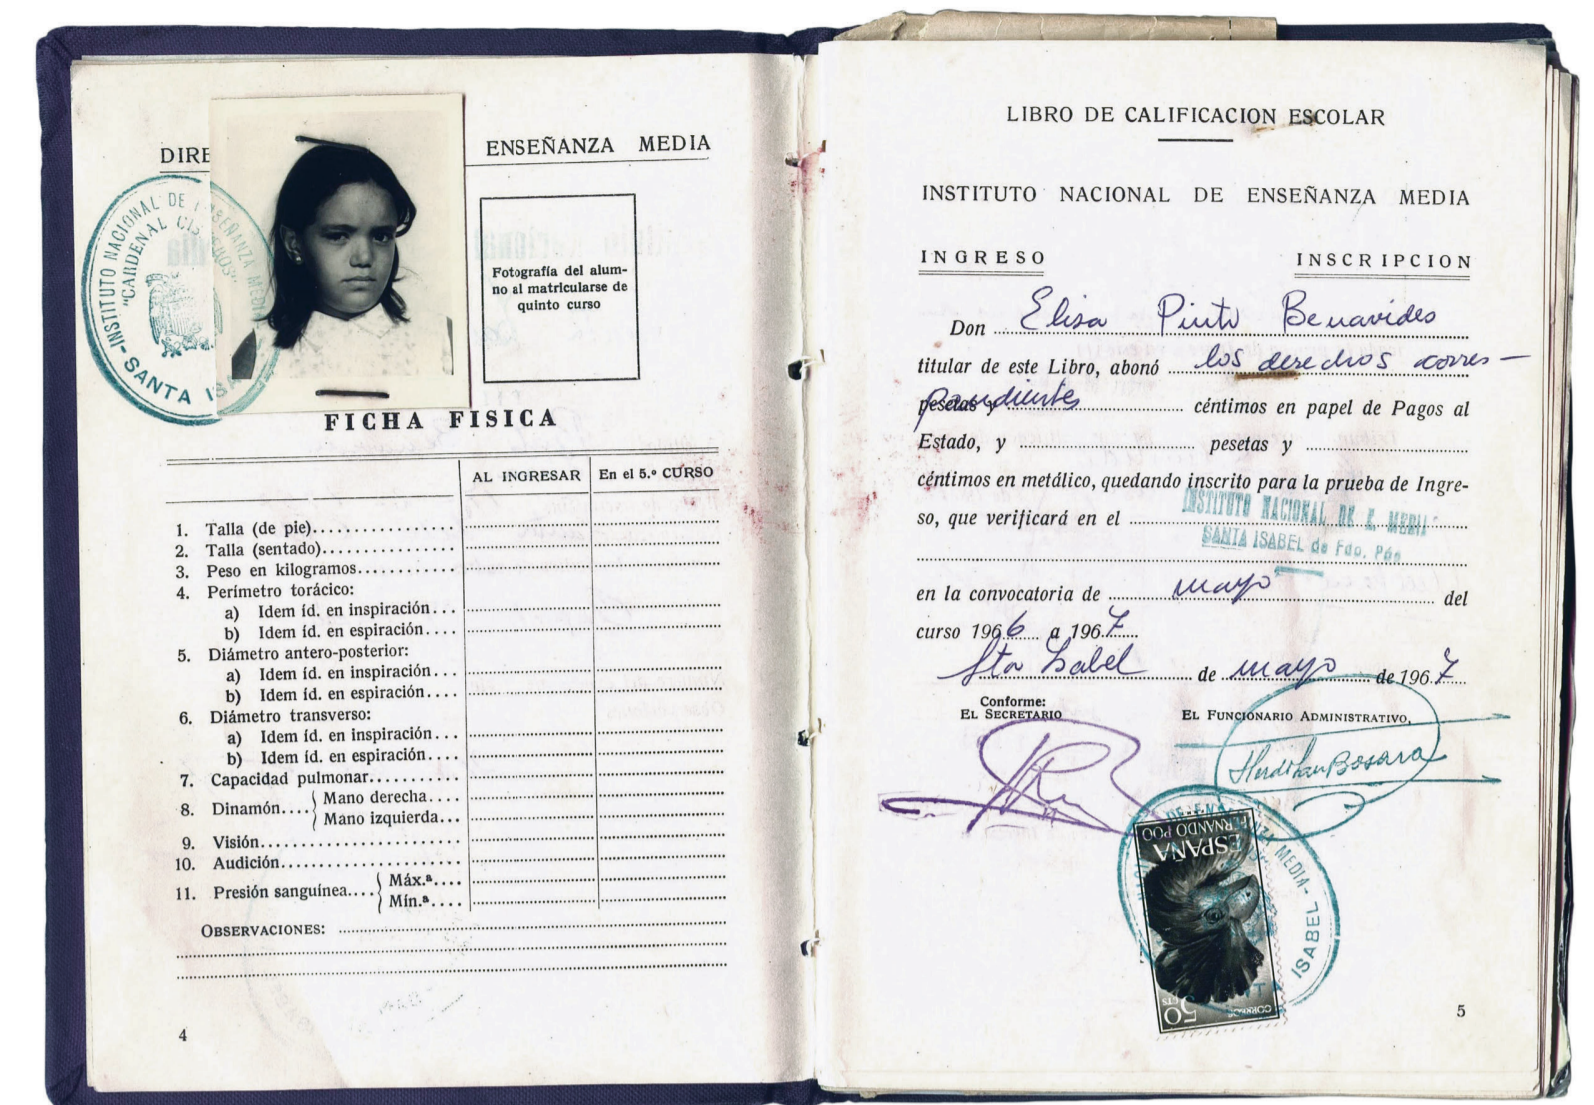 DIRE ENSEÑANZA MEDIA
INSTITUTO NACIONAL DE ENSEÑANZA MEDIA
"CARDENAL CISNEROS"
SANTA ISA
Fotografía del alum-
no al matricularse de
quinto curso
FICHA FISICA
AL INGRESAR En el 5.º CURSO
1. Talla (de pie)
2. Talla (sentado)
3. Peso en kilogramos
4. Perímetro torácico:
a) Idem íd. en inspiración
b) Idem íd. en espiración
5. Diámetro antero-posterior:
a) Idem íd. en inspiración
b) Idem íd. en espiración
6. Diámetro transverso:
a) Idem íd. en inspiración
b) Idem íd. en espiración
7. Capacidad pulmonar
8. Dinamón. Mano derecha
Mano izquierda
9. Visión
10. Audición
11. Presión sanguínea Máx.ª
Mín.ª
OBSERVACIONES:
4
LIBRO DE CALIFICACION ESCOLAR
INSTITUTO NACIONAL DE ENSEÑANZA MEDIA
INGRESO INSCRIPCION
Don Elisa Pinto Benavides
titular de este Libro, abonó los derechos corres-
pondientes pesetas y céntimos en papel de Pagos al
Estado, y pesetas y
céntimos en metálico, quedando inscrito para la prueba de Ingre-
so, que verificará en el INSTITUTO NACIONAL DE E. MEDIA
SANTA ISABEL de Fdo. Póo
en la convocatoria de mayo del
curso 1966 a 1967
Sta Isabel de mayo de 1967
Conforme:
EL SECRETARIO EL FUNCIONARIO ADMINISTRATIVO,
FERNANDO POO
ESPAÑA
CORREOS
50 CTS
MEDIA-
ISABEL
5